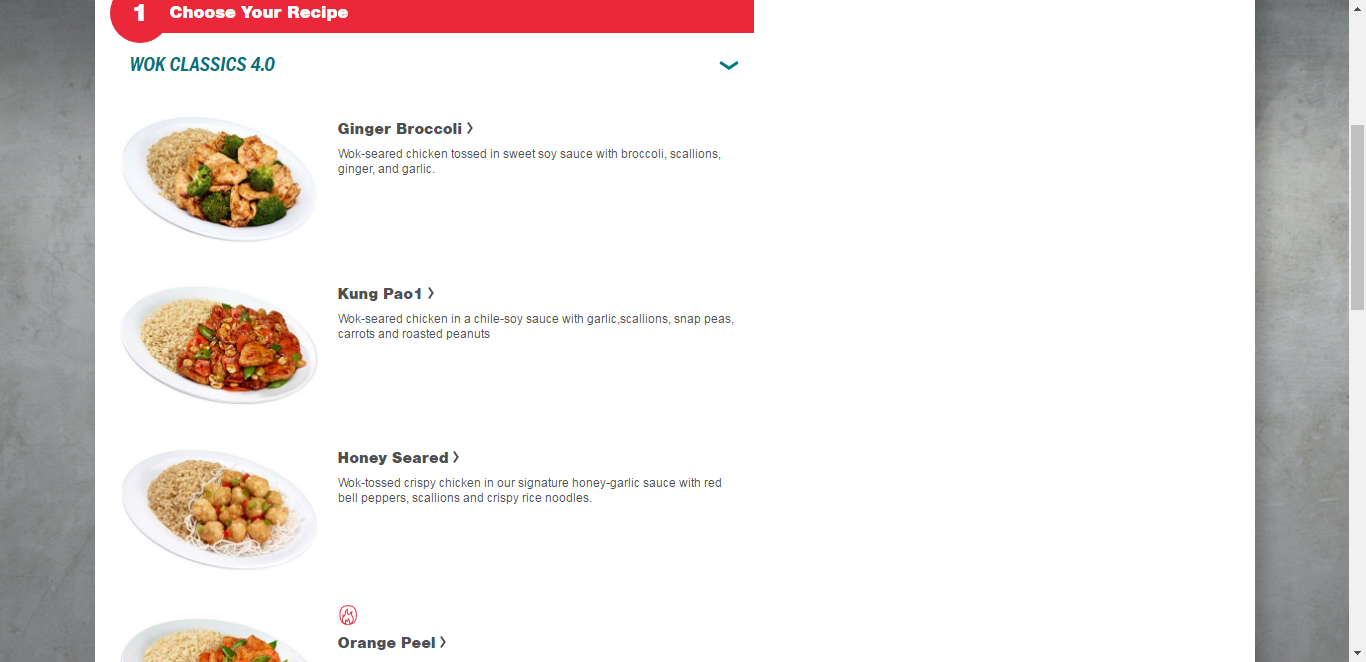 1 Choose Your Recipe
WOK CLASSICS 4.0
Ginger Broccoli
Wok-seared chicken tossed in sweet soy sauce with broccoli, scallions,
ginger, and garlic.
Kung Pao1
Wok-seared chicken in a chile-soy sauce with garlic,scallions, snap peas,
carrots and roasted peanuts
Honey Seared
Wok-tossed crispy chicken in our signature honey-garlic sauce with red
bell peppers, scallions and crispy rice noodles.
Orange Peel